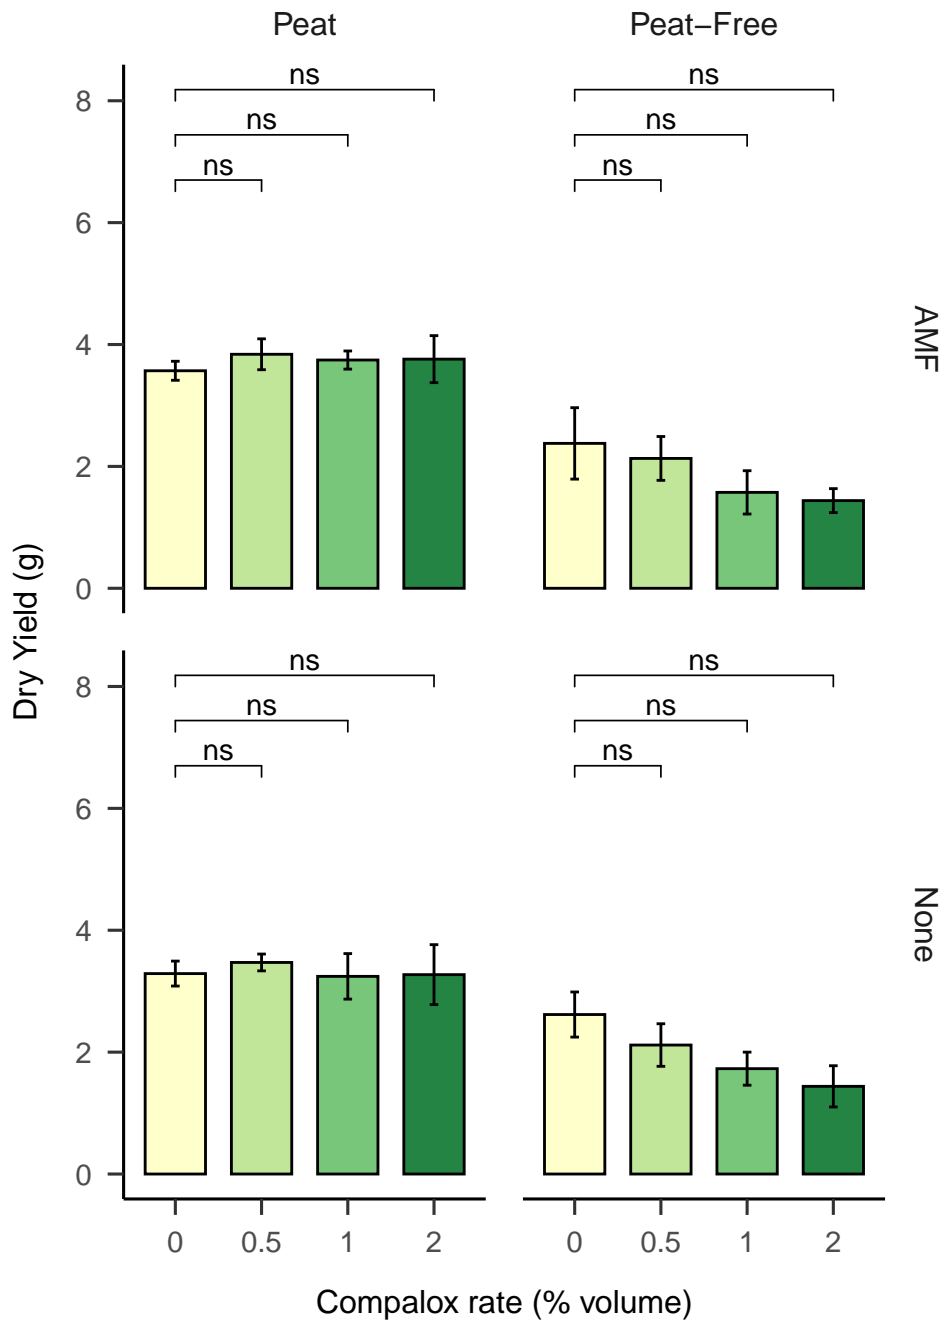 Peat
Peat−Free
ns
ns
ns
ns
ns
ns
8
6
4
2
0
AMF
Dry Yield (g)
ns
ns
ns
ns
ns
ns
8
6
4
2
0
None
0 0.5 1 2
0 0.5 1 2
Compalox rate (% volume)